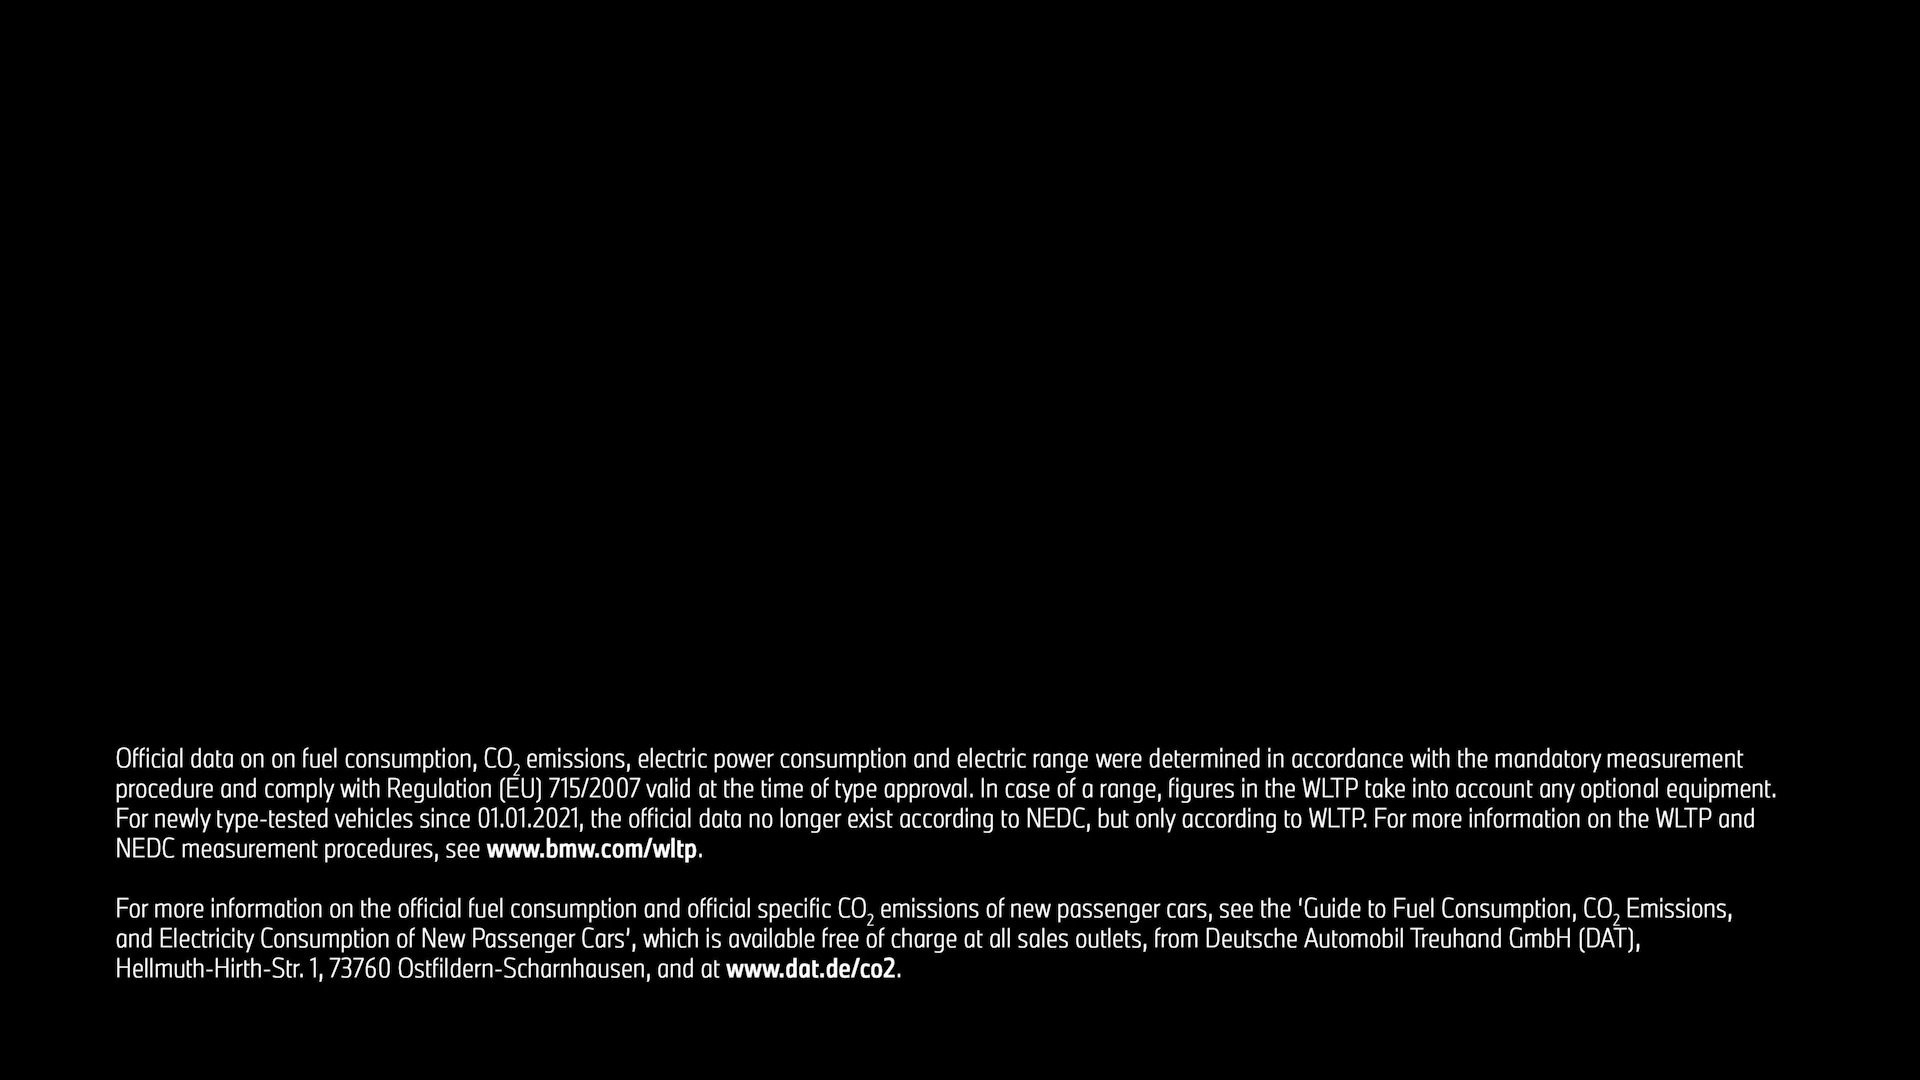 Official data on on fuel consumption, CO₂ emissions, electric power consumption and electric range were determined in accordance with the mandatory measurement
procedure and comply with Regulation (EU) 715/2007 valid at the time of type approval. In case of a range, figures in the WLTP take into account any optional equipment.
For newly type-tested vehicles since 01.01.2021, the official data no longer exist according to NEDC, but only according to WLTP. For more information on the WLTP and
NEDC measurement procedures, see www.bmw.com/wltp.
For more information on the official fuel consumption and official specific CO₂ emissions of new passenger cars, see the ‘Guide to Fuel Consumption, CO₂ Emissions,
and Electricity Consumption of New Passenger Cars’, which is available free of charge at all sales outlets, from Deutsche Automobil Treuhand GmbH (DAT),
Hellmuth-Hirth-Str. 1, 73760 Ostfildern-Scharnhausen, and at www.dat.de/co2.